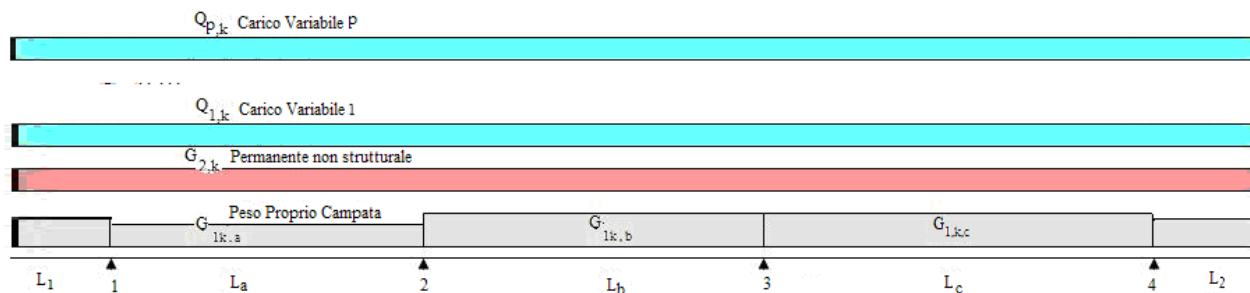 Qp,k Carico Variabile P
Q1,k Carico Variabile 1
G2,k Permanente non strutturale
Peso Proprio Campata
G1k.a G1k,b G1,k,c
L1 1 La 2 Lb 3 Lc 4 L2